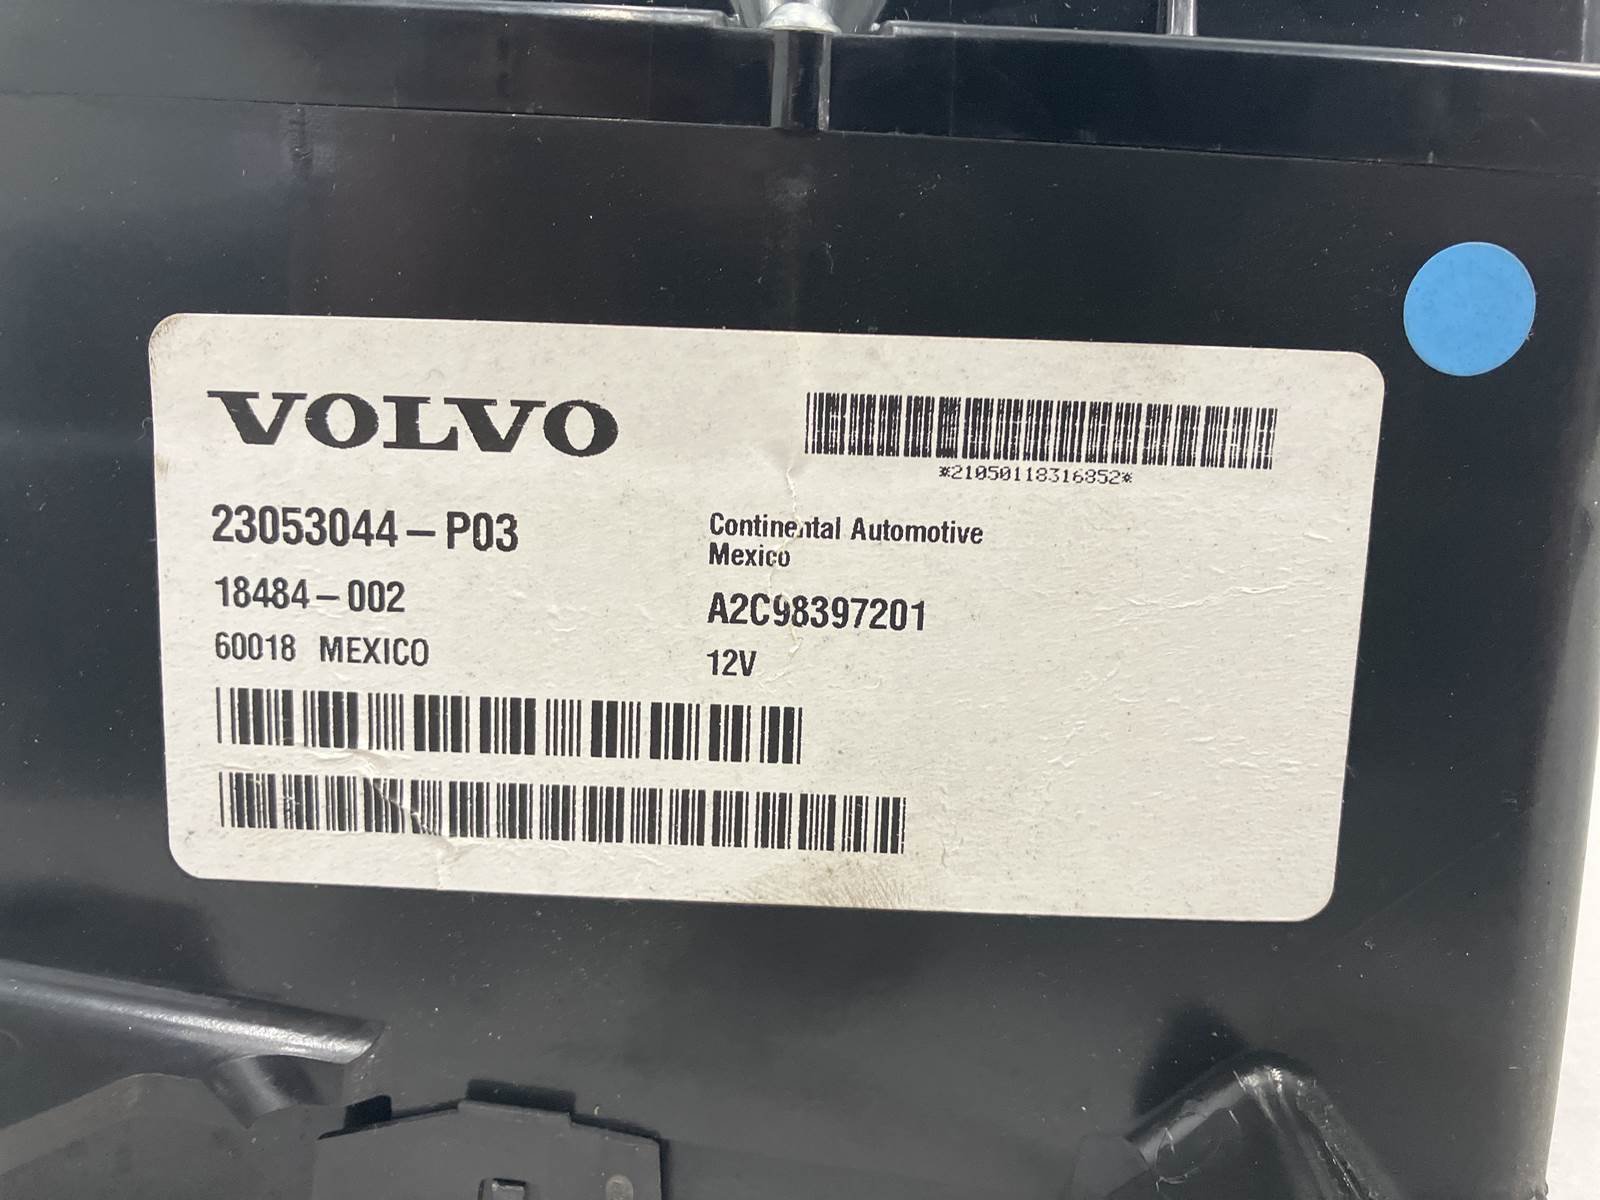 VOLVO
*21050118316852*
23053044-P03
18484-002
60018 MEXICO
Continental Automotive
Mexico
A2C98397201
12V